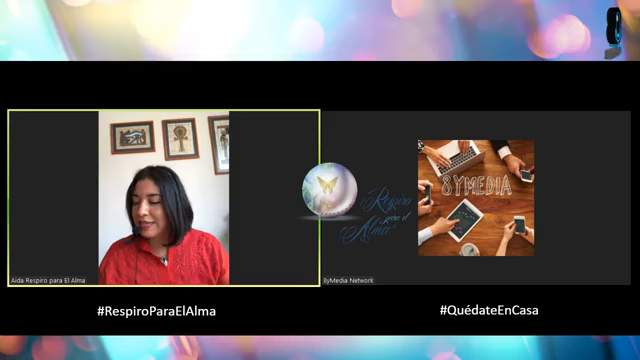 8YMEDIA
Respiro
para el
Alma
Aida Respiro para El Alma
8yMedia Network
#RespiroParaElAlma
#QuédateEnCasa